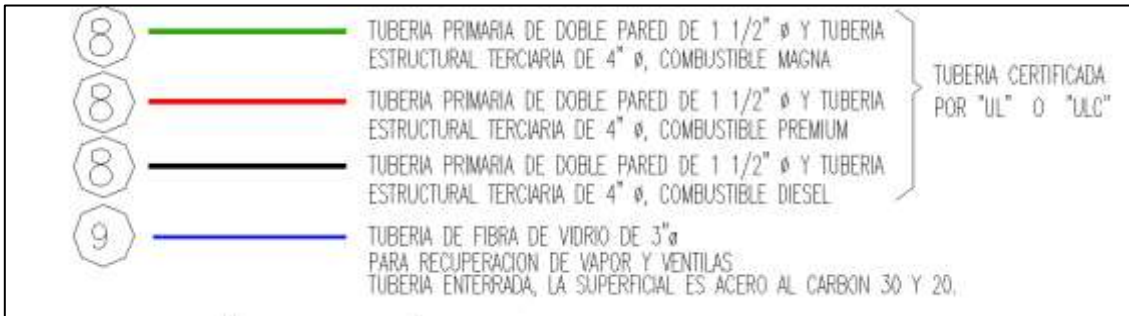 8
TUBERIA PRIMARIA DE DOBLE PARED DE 1 1/2" ø Y TUBERIA
ESTRUCTURAL TERCIARIA DE 4" ø, COMBUSTIBLE MAGNA
8
TUBERIA PRIMARIA DE DOBLE PARED DE 1 1/2" ø Y TUBERIA
ESTRUCTURAL TERCIARIA DE 4" ø, COMBUSTIBLE PREMIUM
8
TUBERIA PRIMARIA DE DOBLE PARED DE 1 1/2" ø Y TUBERIA
ESTRUCTURAL TERCIARIA DE 4" ø, COMBUSTIBLE DIESEL
TUBERIA CERTIFICADA
POR "UL" O "ULC"
9
TUBERIA DE FIBRA DE VIDRIO DE 3"ø
PARA RECUPERACION DE VAPOR Y VENTILAS
TUBERIA ENTERRADA, LA SUPERFICIAL ES ACERO AL CARBON 30 Y 20.